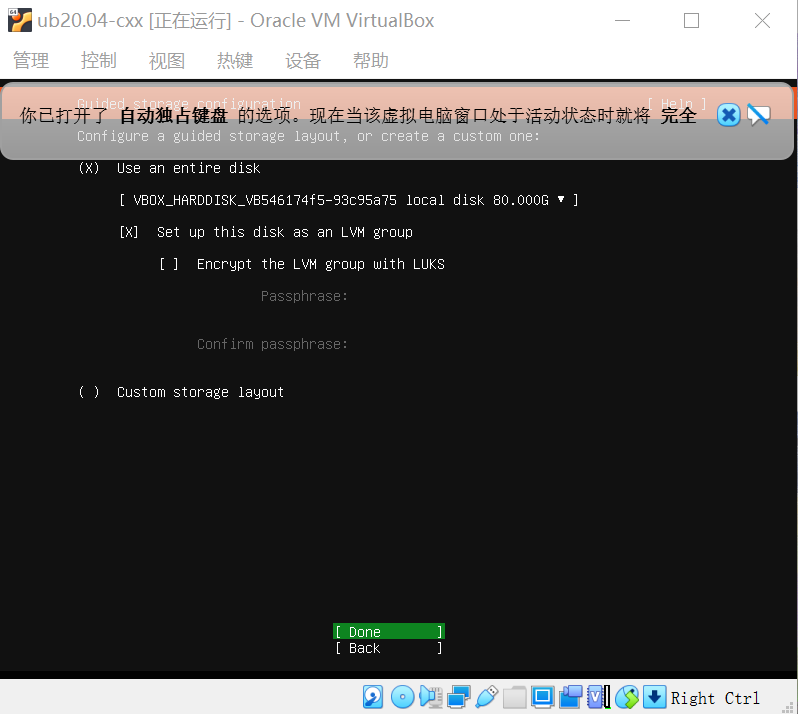 ub20.04-cxx [正在运行] - Oracle VM VirtualBox
管理 控制 视图 热键 设备 帮助
Guided storage configuration [ Help ]
你已打开了 自动独占键盘 的选项。现在当该虚拟电脑窗口处于活动状态时就将 完全
Configure a guided storage layout, or create a custom one:
(X) Use an entire disk
[ VBOX_HARDDISK_VB546174f5-93c95a75 local disk 80.000G ▾ ]
[X] Set up this disk as an LVM group
[ ] Encrypt the LVM group with LUKS
Passphrase:
Confirm passphrase:
( ) Custom storage layout
[ Done ]
[ Back ]
Right Ctrl